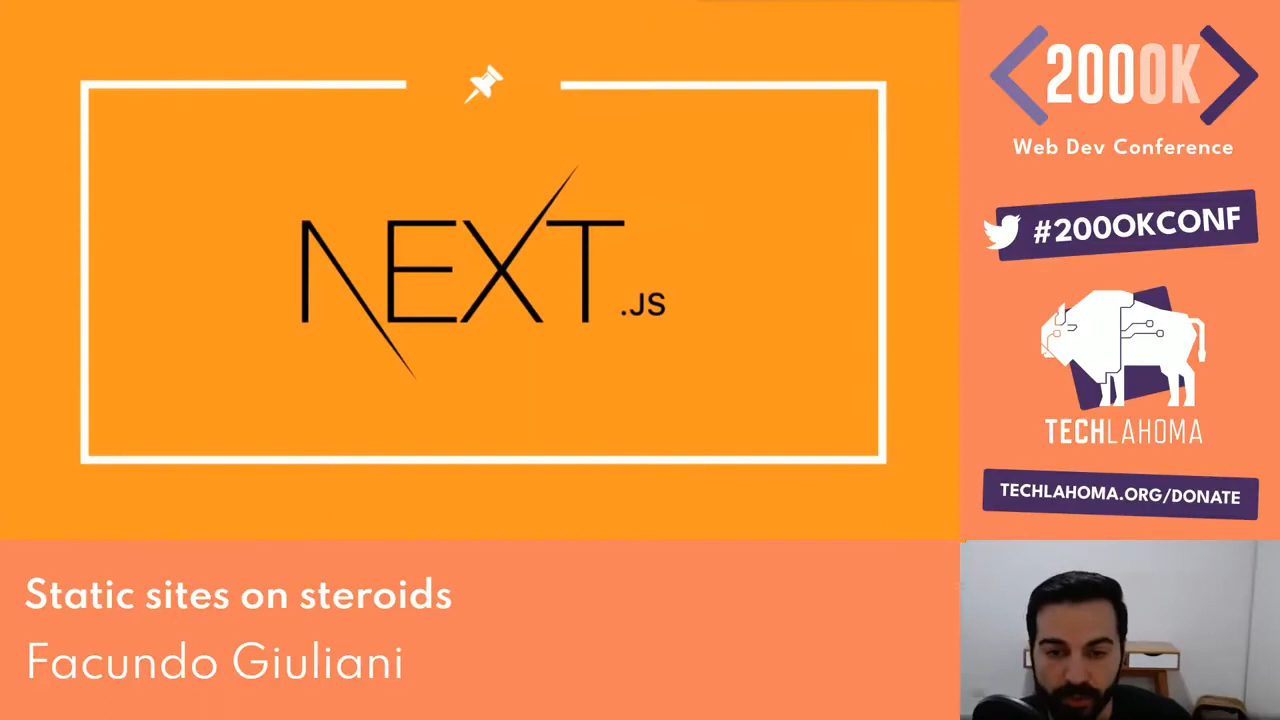 NEXT.JS
200OK
Web Dev Conference
#200OKCONF
TECHLAHOMA
TECHLAHOMA.ORG/DONATE
Static sites on steroids
Facundo Giuliani